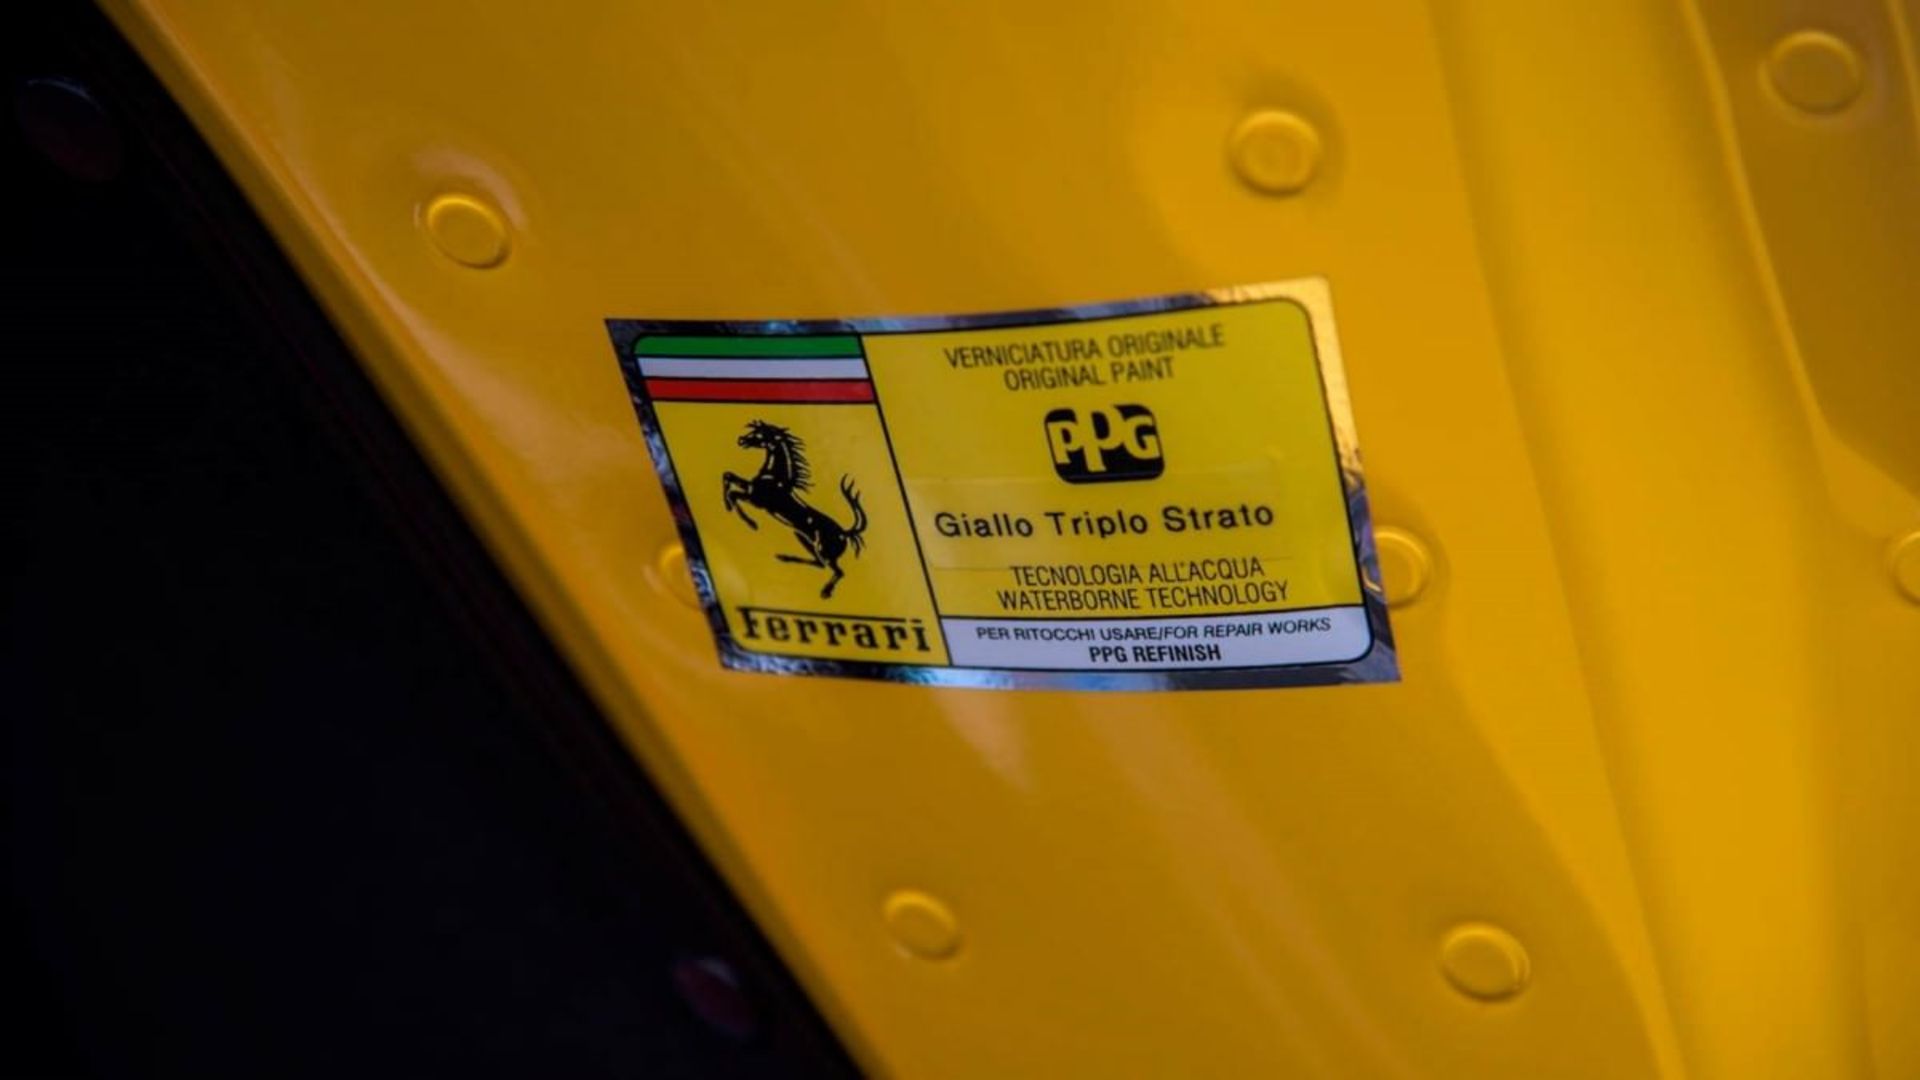 VERNICIATURA ORIGINALE
ORIGINAL PAINT
PPG
Giallo Triplo Strato
TECNOLOGIA ALL'ACQUA
WATERBORNE TECHNOLOGY
Ferrari
PER RITOCCHI USARE/FOR REPAIR WORKS
PPG REFINISH